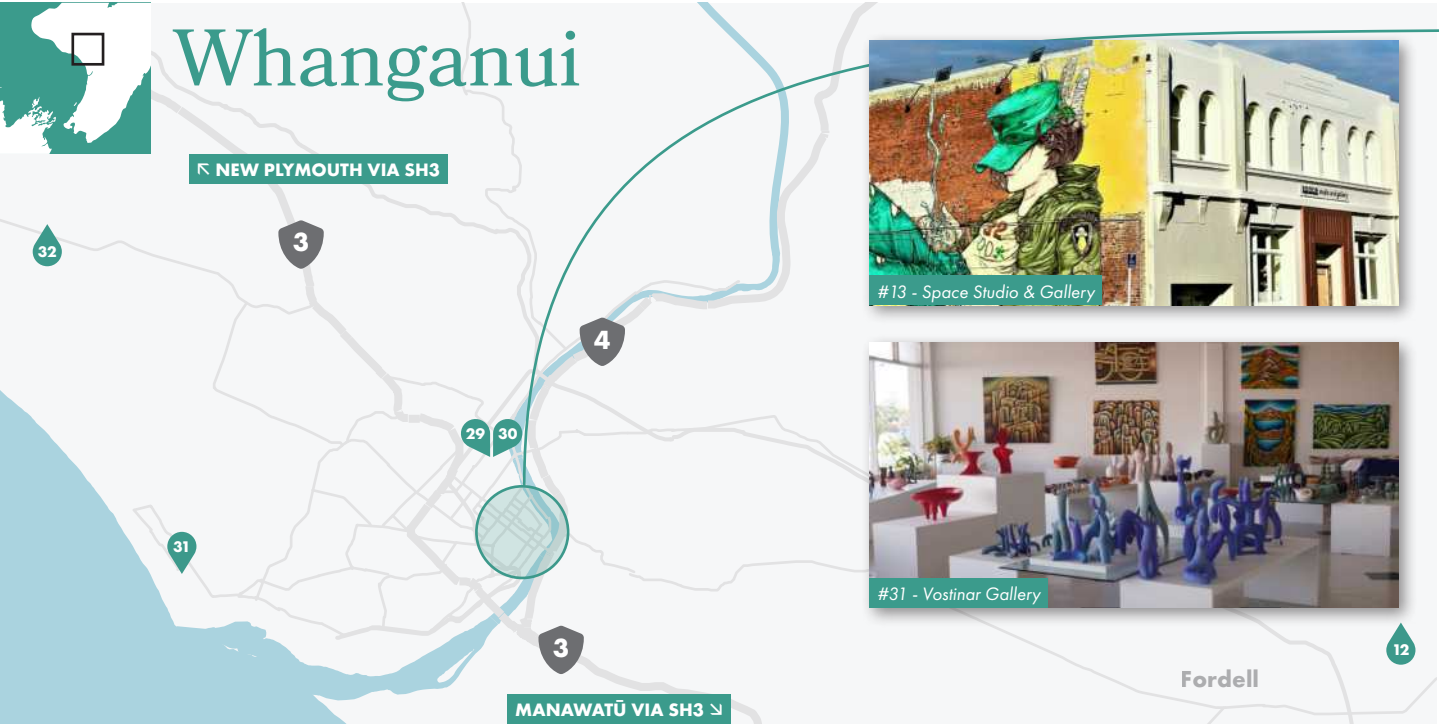 Whanganui
↖ NEW PLYMOUTH VIA SH3
32
3
4
29
30
31
3
MANAWATŪ VIA SH3 ↘
#13 - Space Studio & Gallery
#31 - Vostinar Gallery
12
Fordell